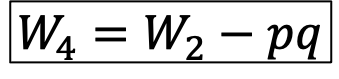 W₄ = W₂ − pq